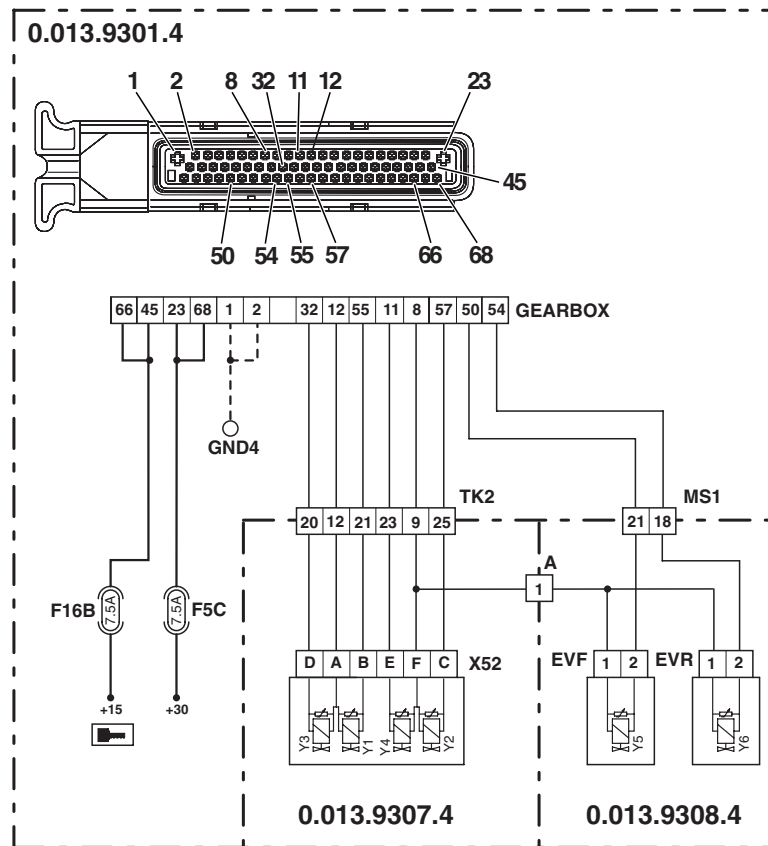 0.013.9301.4
1 2 8 32 11 12 23
45
50 54 55 57 66 68
66 45 23 68 1 2 32 12 55 11 8 57 50 54 GEARBOX
GND4
TK2 MS1
20 12 21 23 9 25 21 18
A
1
F16B 7.5A 7.5A F5C
D A B E F C X52 EVF 1 2 EVR 1 2
+15 +30
Y3 Y1 Y4 Y2 Y5 Y6
0.013.9307.4 0.013.9308.4